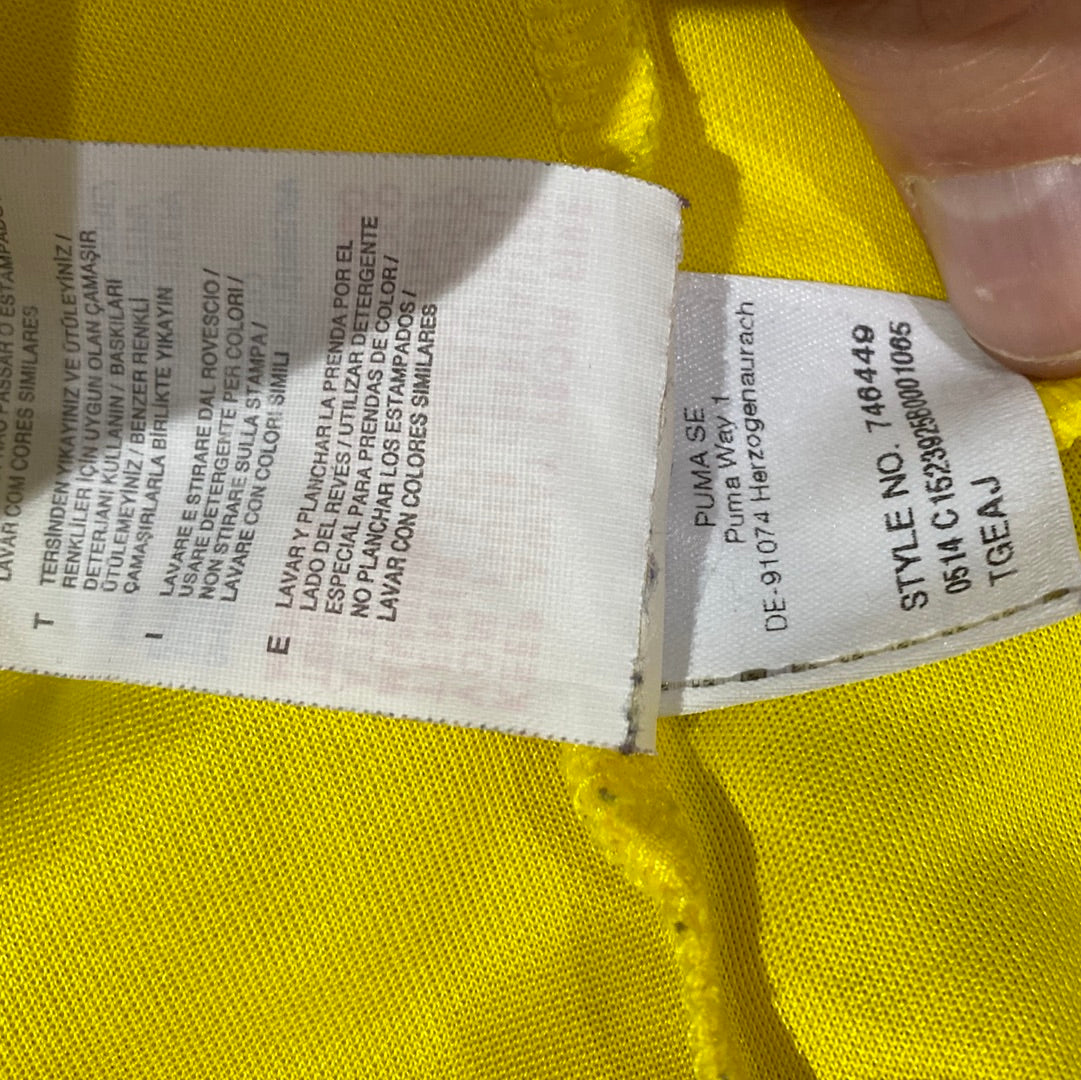 PASSAR O ESTAMPADO
LAVAR COM CORES SIMILARES
T
TERSİNDEN YIKAYINIZ VE ÜTÜLEYİNİZ /
RENKLİLER İÇİN UYGUN OLAN ÇAMAŞIR
DETERJANI KULLANIN / BASKILARI
ÜTÜLEMEYİNİZ / BENZER RENKLİ
ÇAMAŞIRLARLA BİRLİKTE YIKAYIN
I
LAVARE E STIRARE DAL ROVESCIO /
USARE DETERGENTE PER COLORI /
NON STIRARE SULLA STAMPA /
LAVARE CON COLORI SIMILI
E
LAVAR Y PLANCHAR LA PRENDA POR EL
LADO DEL REVÉS / UTILIZAR DETERGENTE
ESPECIAL PARA PRENDAS DE COLOR /
NO PLANCHAR LOS ESTAMPADOS /
LAVAR CON COLORES SIMILARES
PUMA SE
Puma Way 1
DE-91074 Herzogenaurach
STYLE NO. 746449
0514 C1523925B0001065
TGEAJ